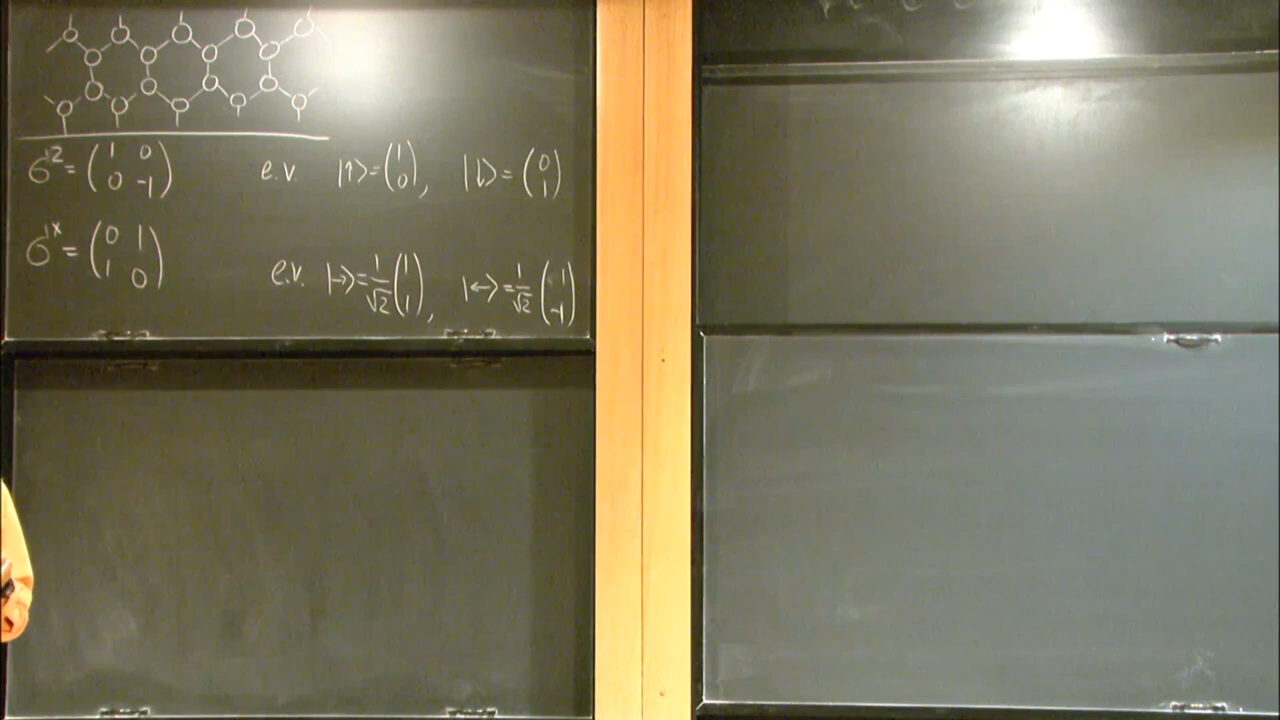 σ^z = (1 0; 0 -1) e.v. |↑> = (1; 0), |↓> = (0; 1)
σ^x = (0 1; 1 0) e.v. |→> = 1/√2 (1; 1), |←> = 1/√2 (1; -1)